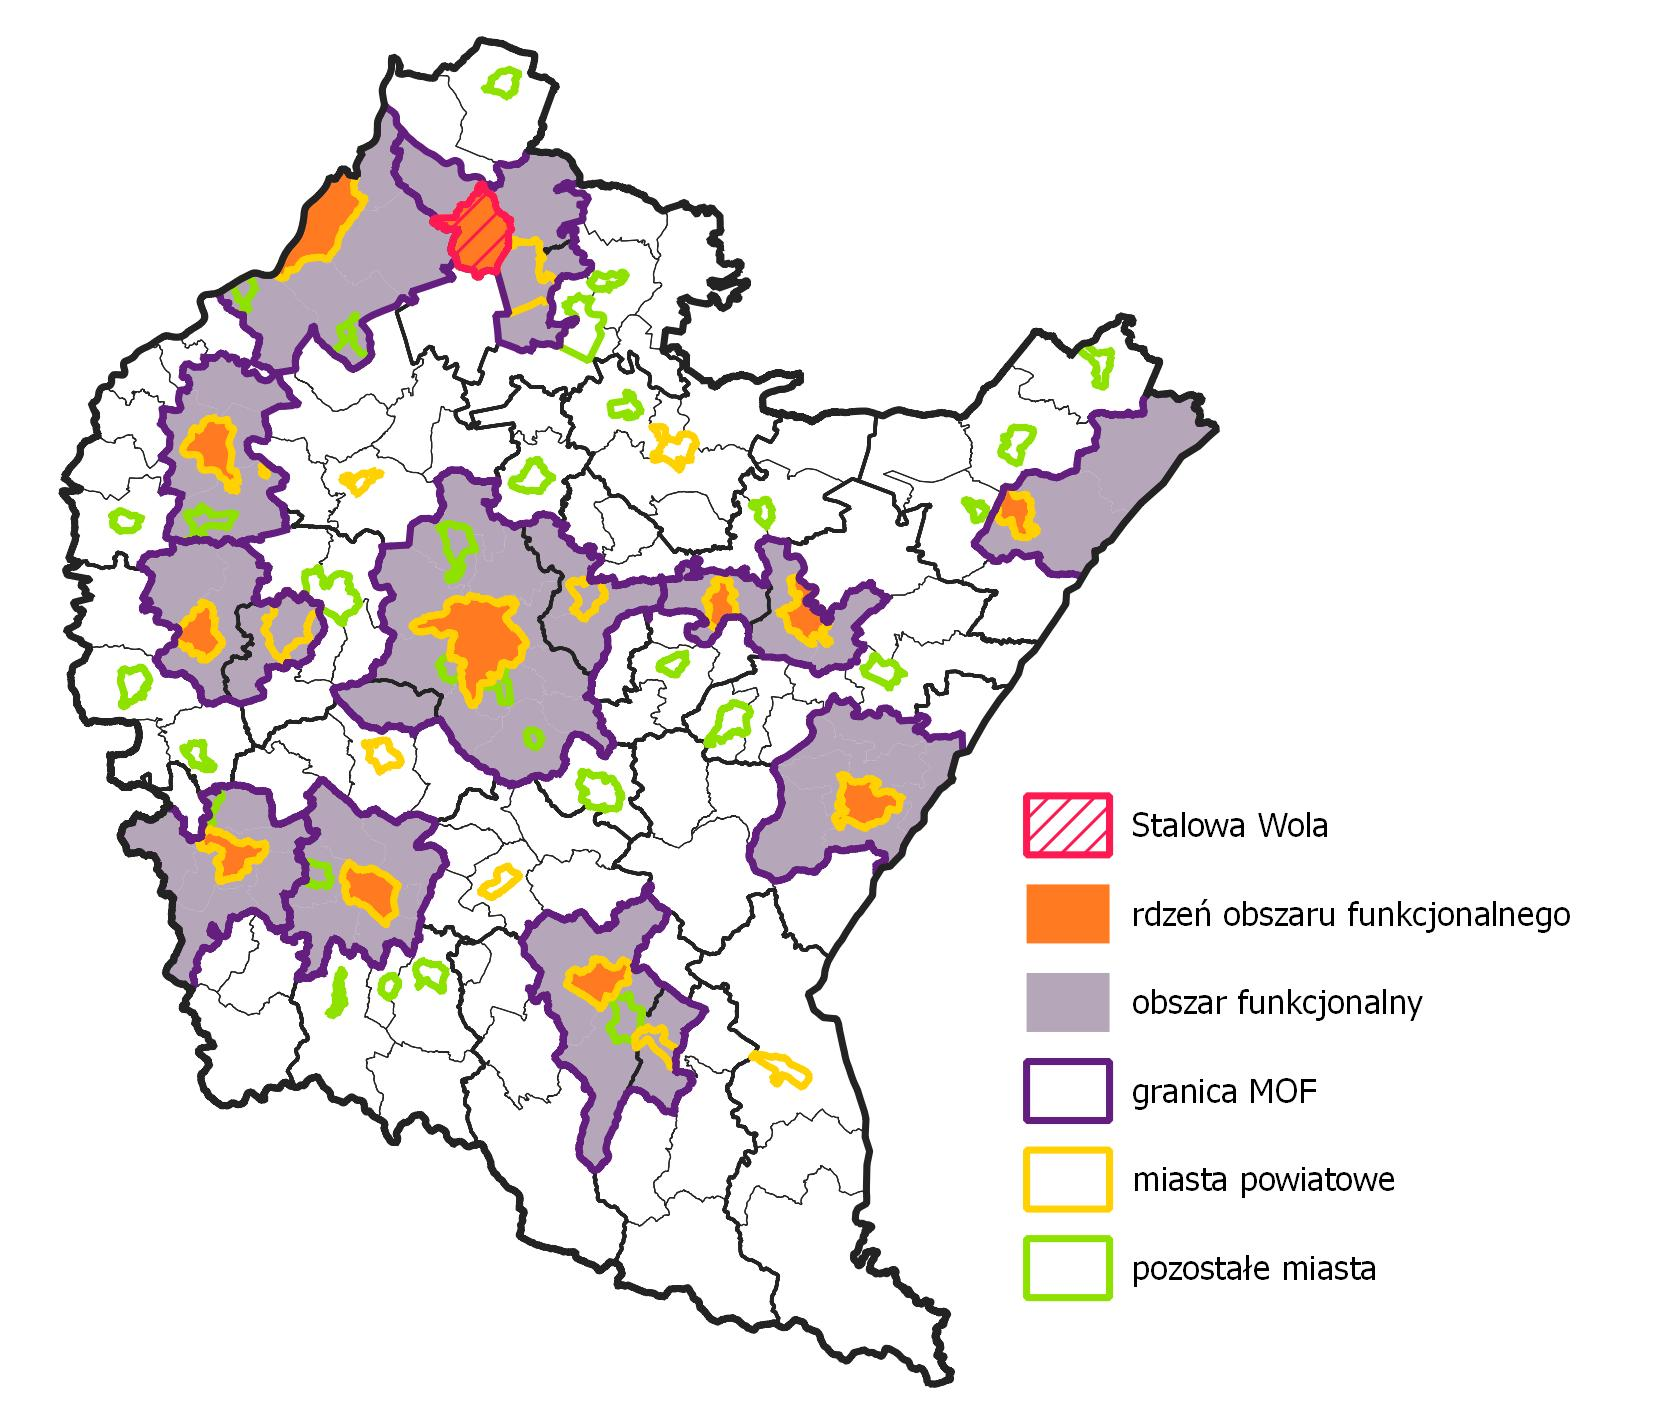 Stalowa Wola
rdzeń obszaru funkcjonalnego
obszar funkcjonalny
granica MOF
miasta powiatowe
pozostałe miasta